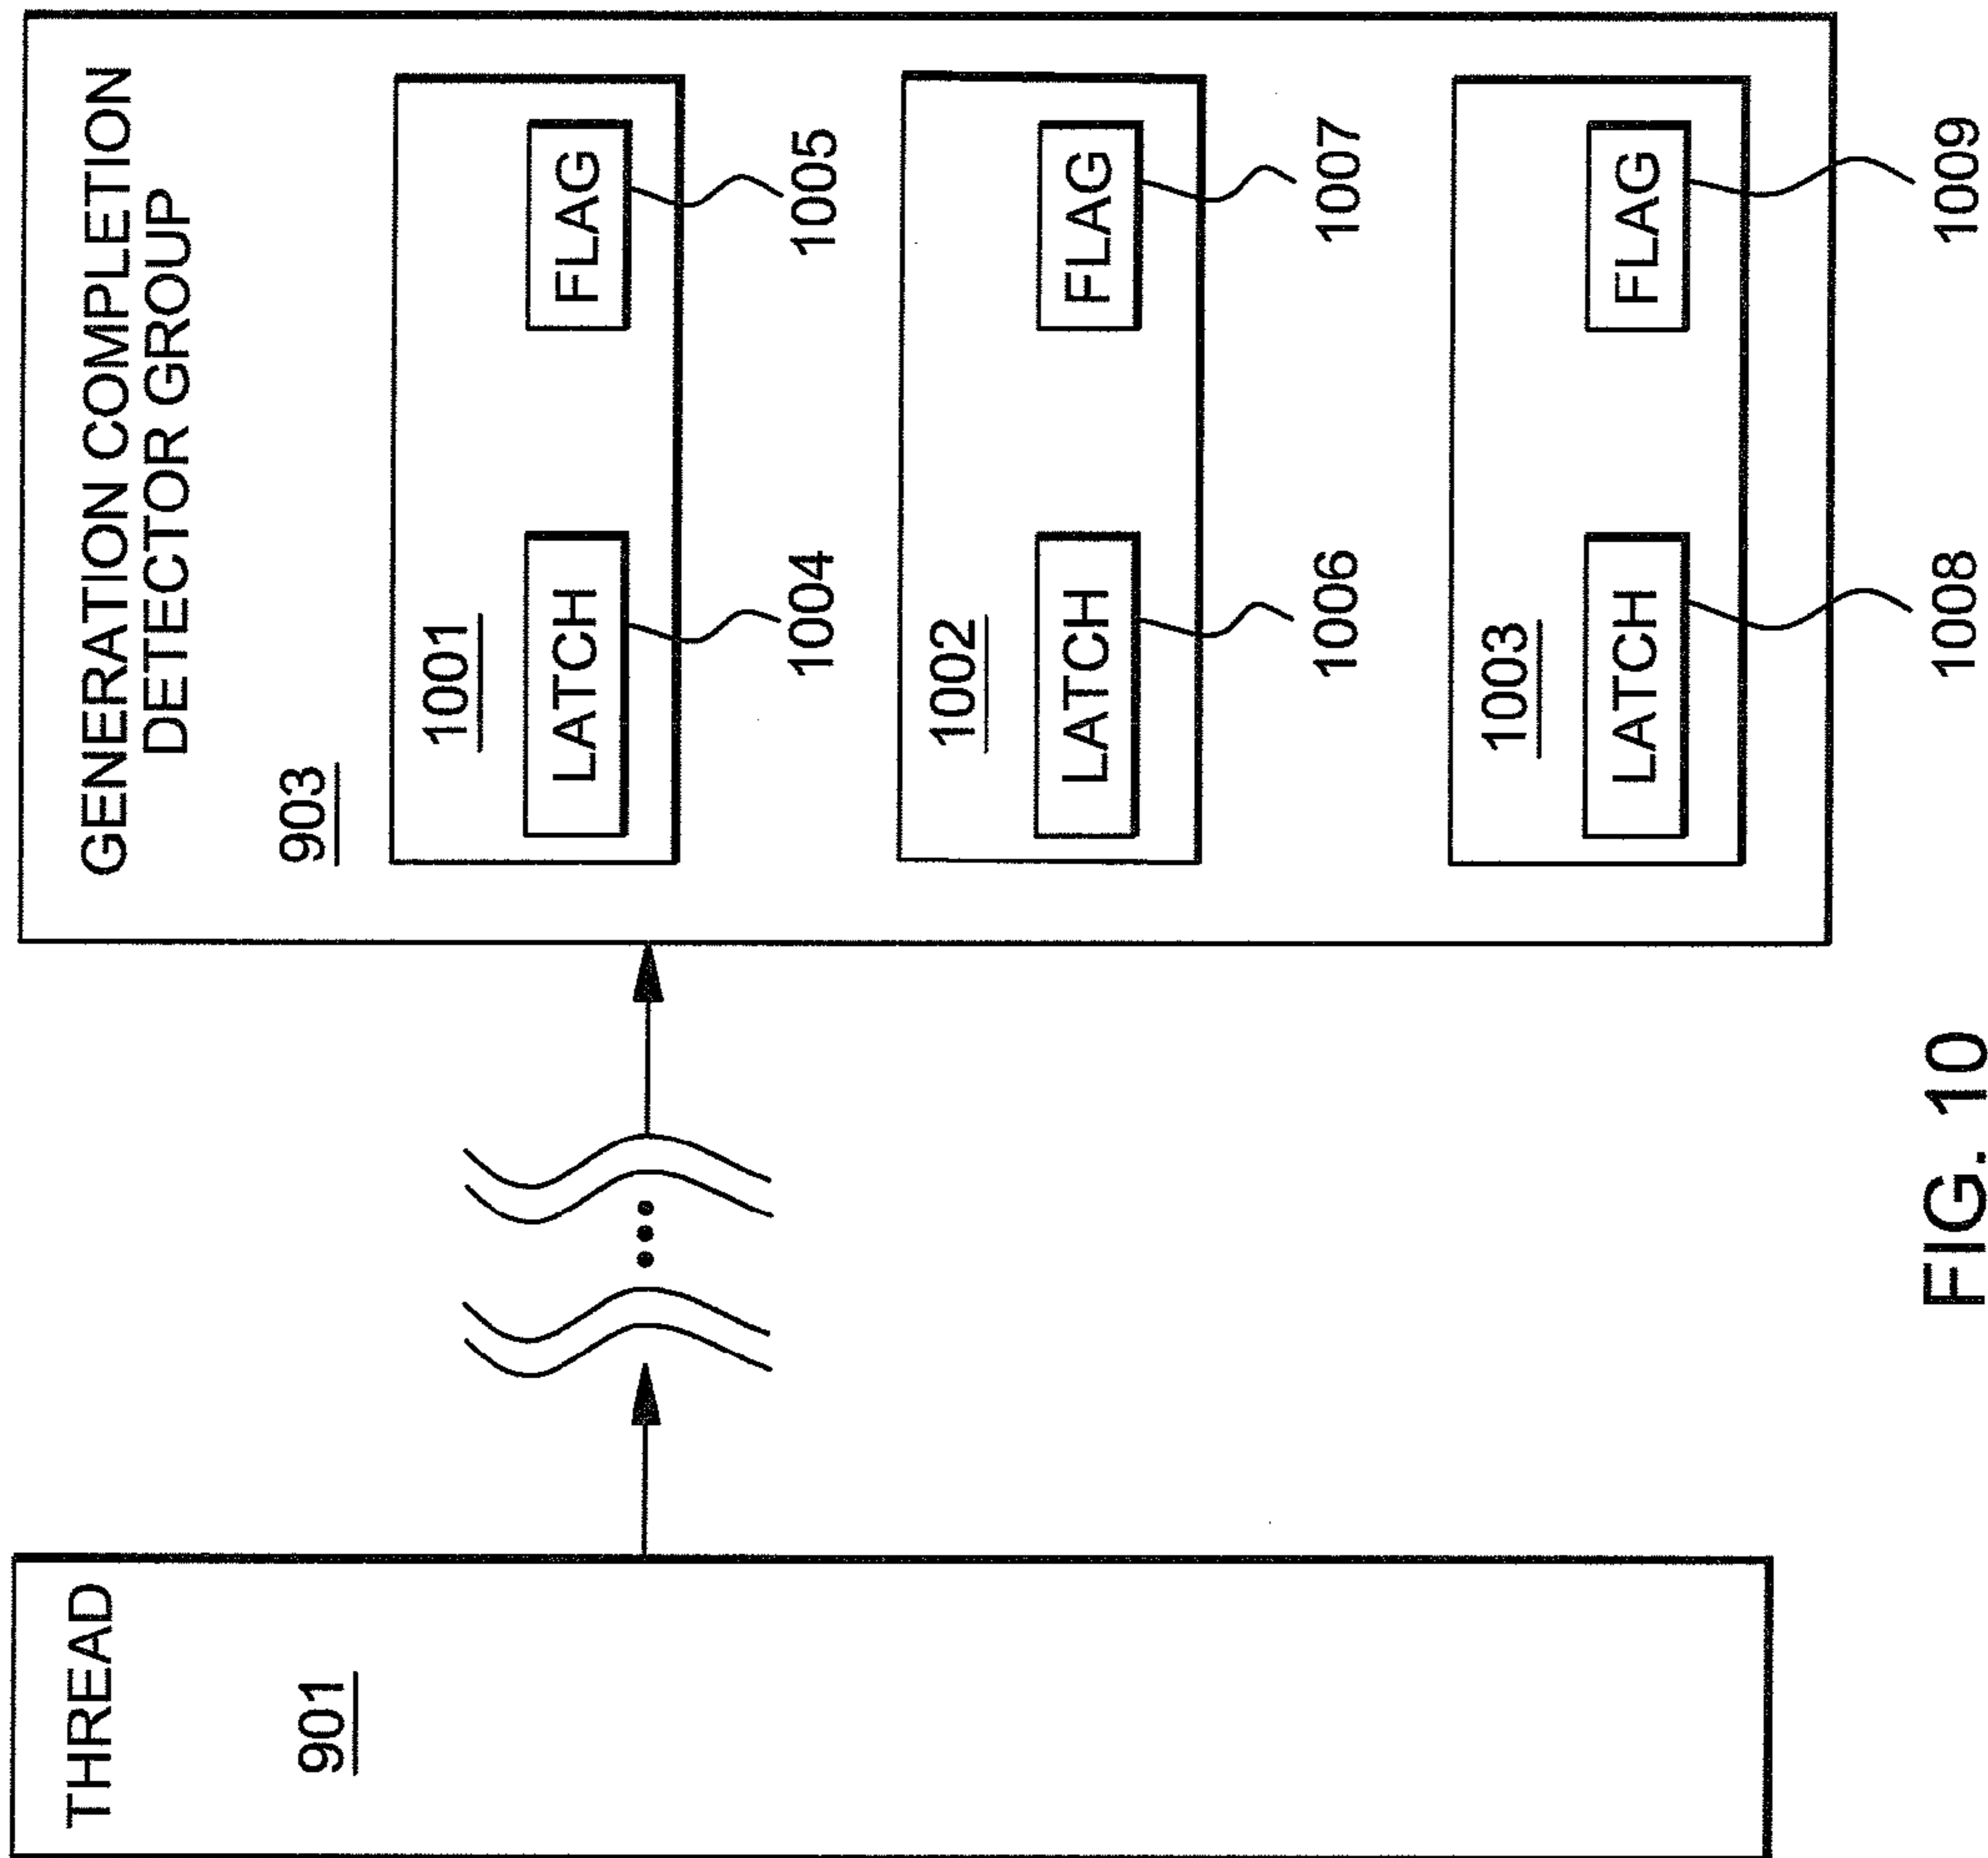 THREAD
901
GENERATION COMPLETION
DETECTOR GROUP
903
1001
LATCH
FLAG
1004
1005
1002
LATCH
FLAG
1006
1007
1003
LATCH
FLAG
1008
1009
FIG. 10